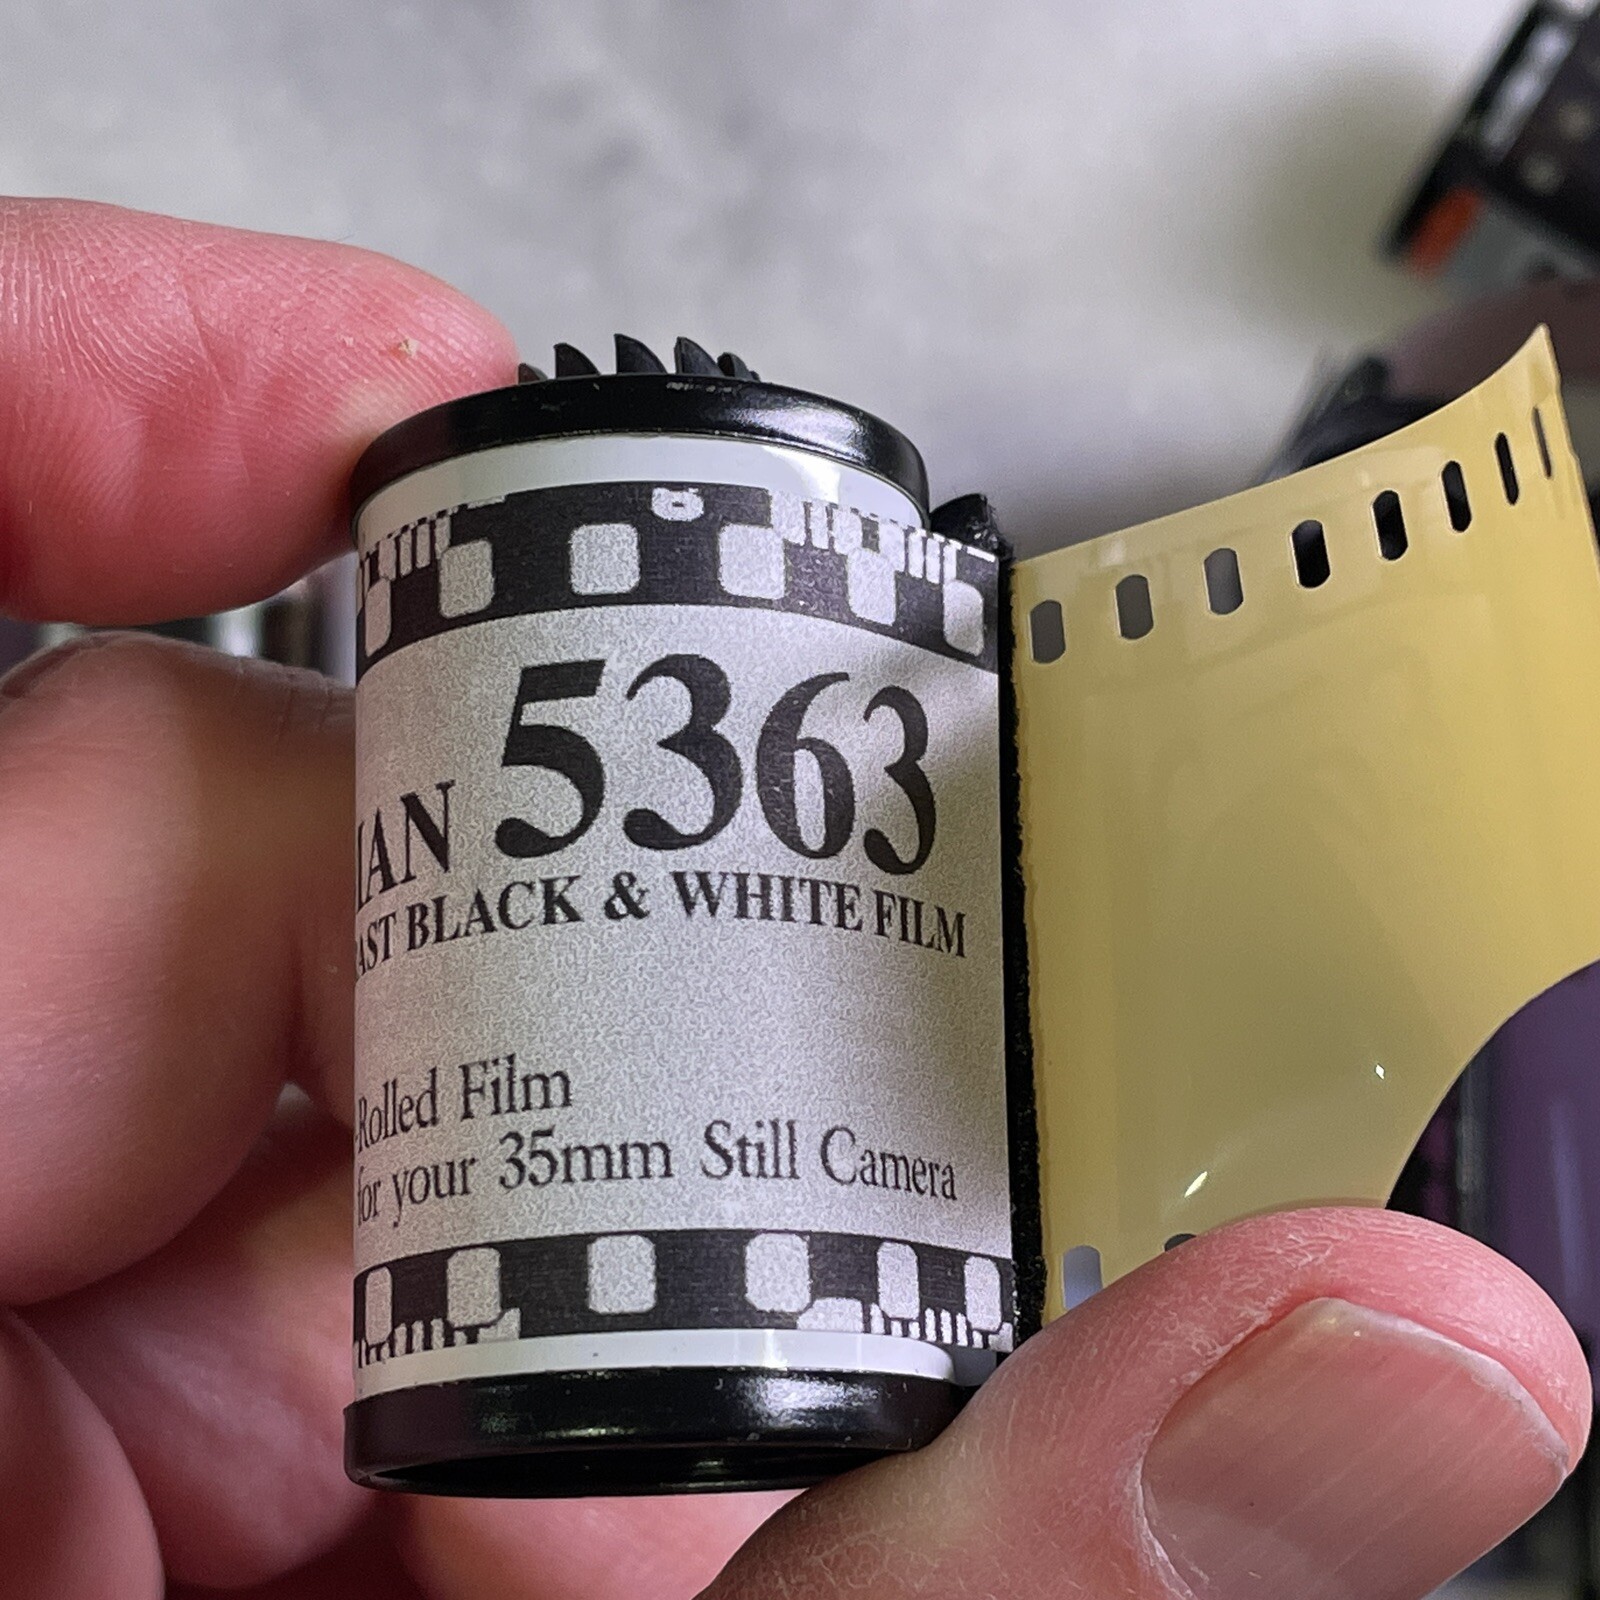 IAN 5363
AST BLACK & WHITE FILM
-Rolled Film
for your 35mm Still Camera